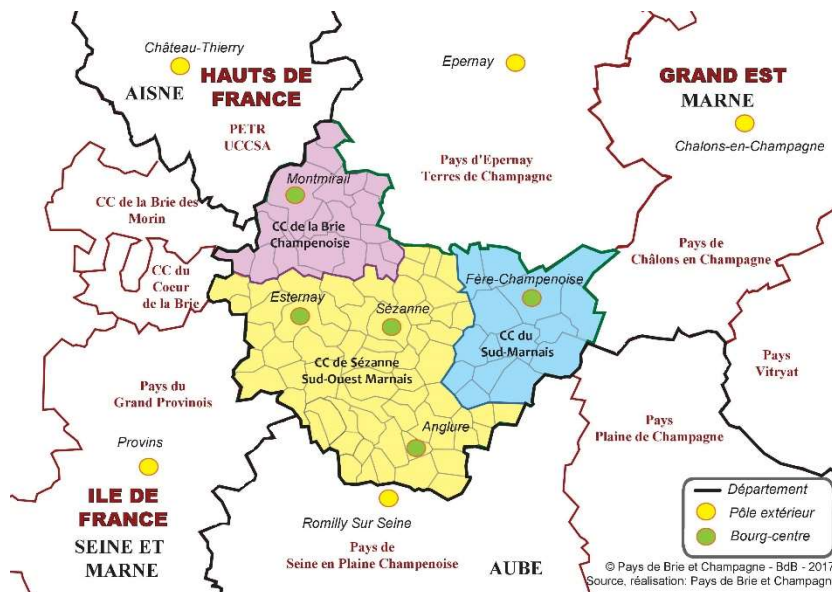 Château-Thierry
HAUTS DE
FRANCE
AISNE
PETR
UCCSA
Epernay
GRAND EST
MARNE
Chalons-en-Champagne
Pays d'Epernay
Terres de Champagne
Montmirail
CC de la Brie des
Morin
CC de la Brie
Champenoise
Pays de
Châlons en Champagne
CC du
Coeur
de la Brie
Fère-Champenoise
Esternay
Sézanne
CC du
Sud-Marnais
CC de Sézanne
Sud-Ouest Marnais
Pays
Vitryat
Pays du
Grand Provinois
Pays
Plaine de Champagne
Anglure
Provins
ILE DE
FRANCE
SEINE ET
MARNE
Romilly Sur Seine
Pays de
Seine en Plaine Champenoise
AUBE
Département
Pôle extérieur
Bourg-centre
© Pays de Brie et Champagne - BdB - 2017
Source, réalisation: Pays de Brie et Champagn